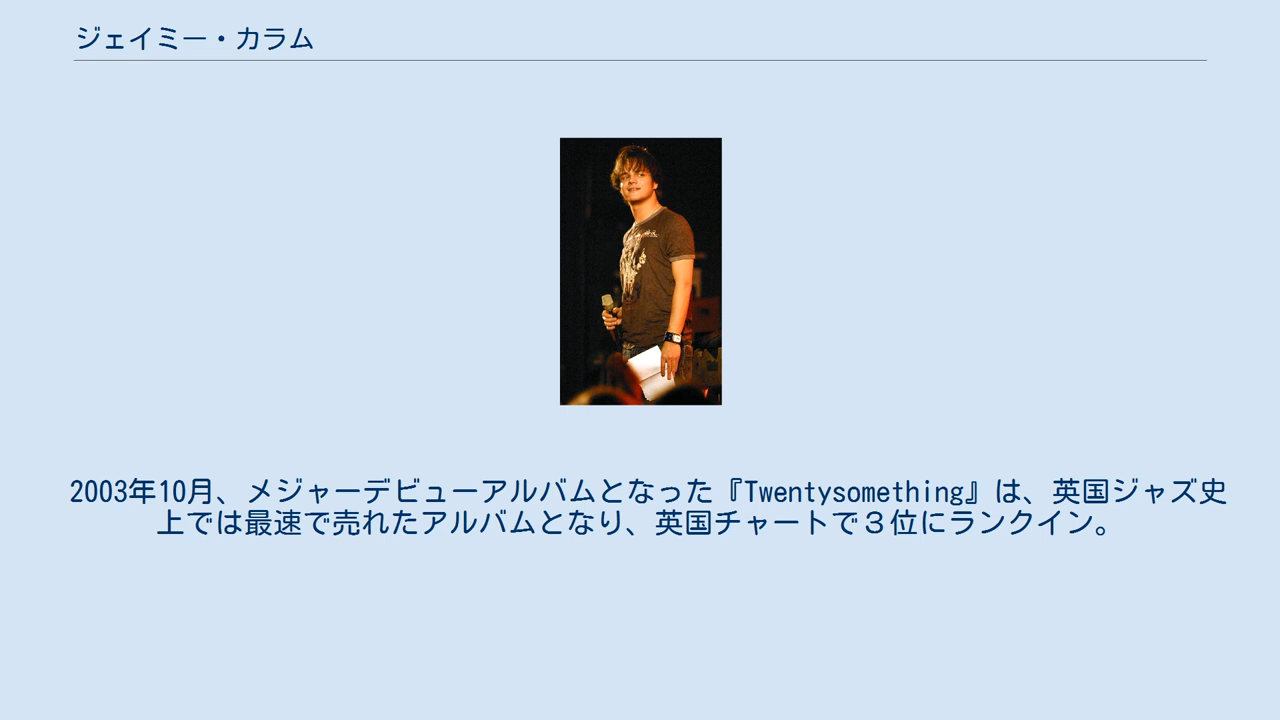 ジェイミー・カラム
2003年10月、メジャーデビューアルバムとなった『Twentysomething』は、英国ジャズ史
上では最速で売れたアルバムとなり、英国チャートで３位にランクイン。